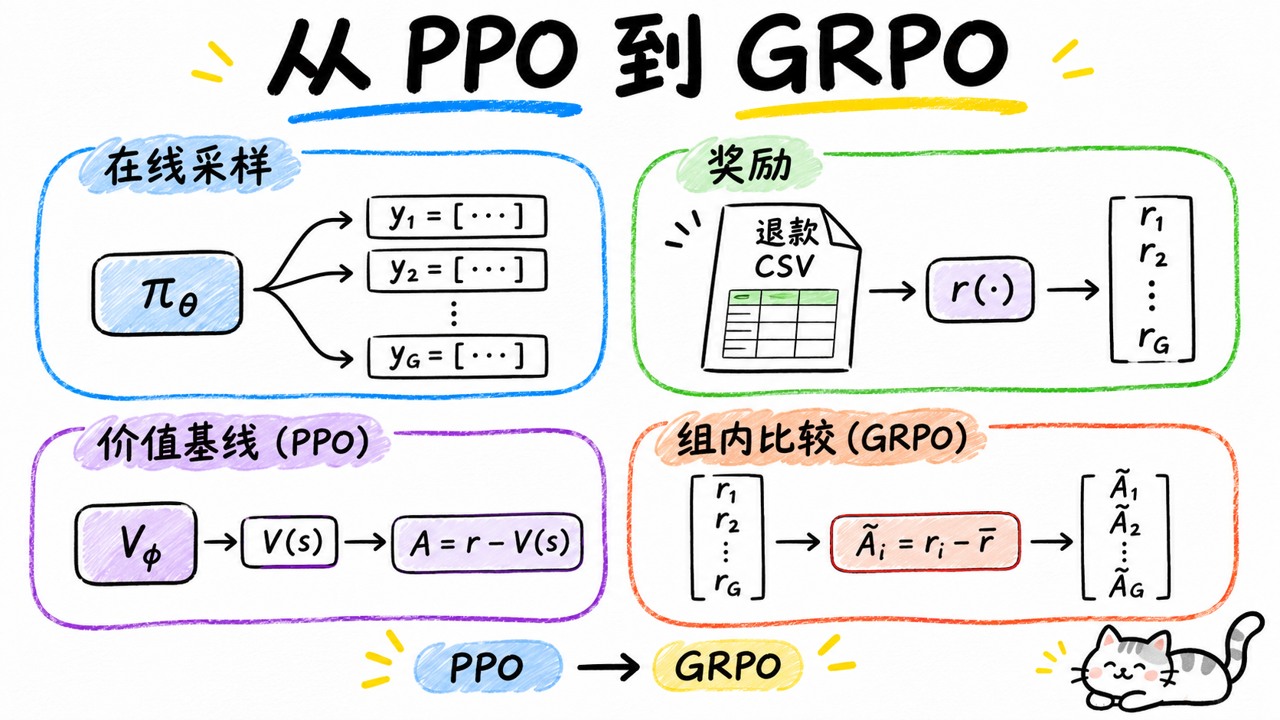 从 PPO 到 GRPO
在线采样
π_θ
y₁ = [⋯]
y₂ = [⋯]
⋮
y_G = [⋯]
奖励
退款
CSV
r(·)
r₁
r₂
⋮
r_G
价值基线 (PPO)
V_ϕ
V(s)
A = r − V(s)
组内比较 (GRPO)
r₁
r₂
⋮
r_G
Ã_i = r_i − r̄
Ã₁
Ã₂
⋮
Ã_G
PPO → GRPO